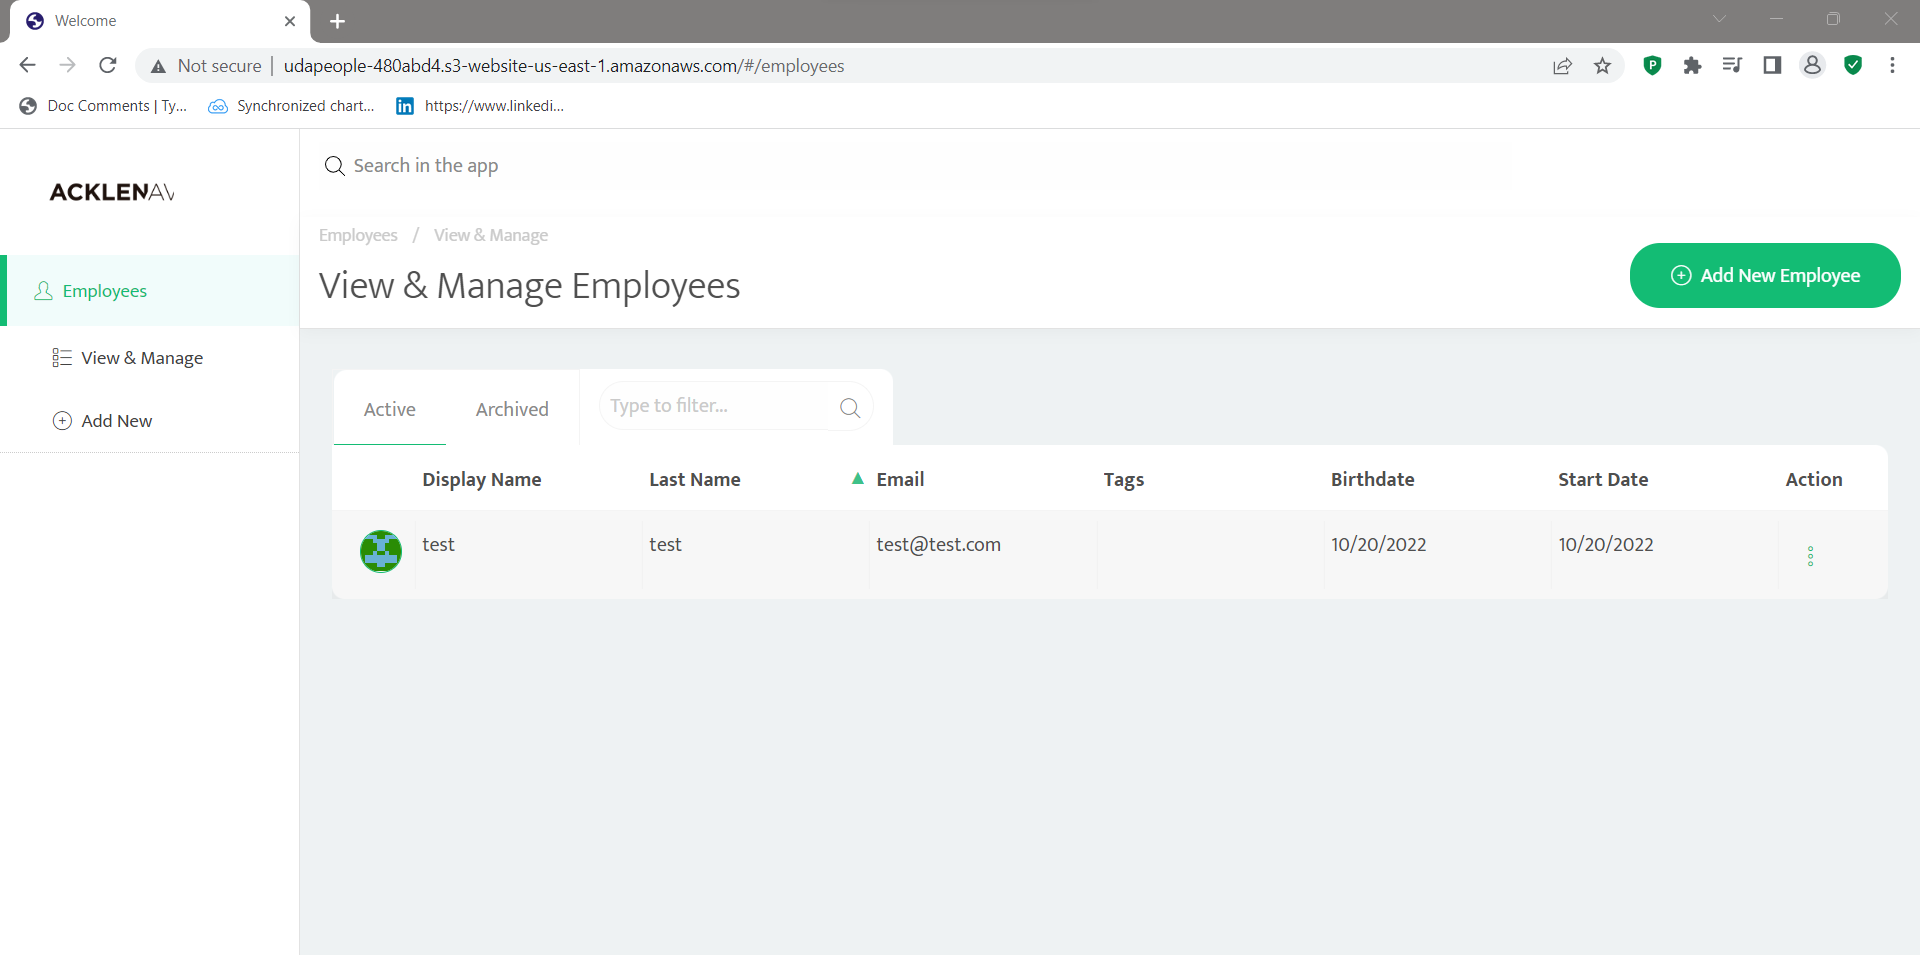 Welcome
Not secure | udapeople-480abd4.s3-website-us-east-1.amazonaws.com/#/employees
Doc Comments | Ty... Synchronized chart... https://www.linkedi...
Search in the app
ACKLENAV
Employees / View & Manage
View & Manage Employees
Add New Employee
Employees
View & Manage
Add New
Active Archived Type to filter...
Display Name Last Name Email Tags Birthdate Start Date Action
test test test@test.com 10/20/2022 10/20/2022